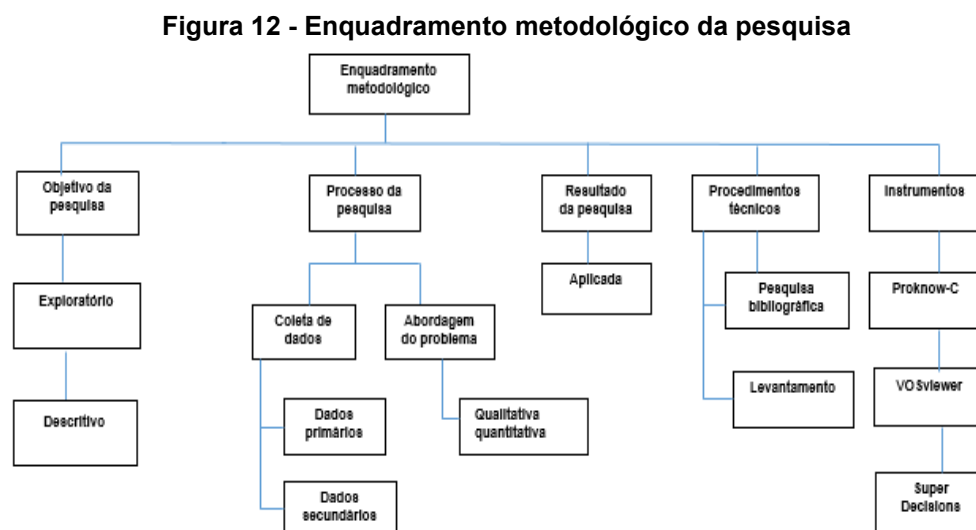 Figura 12 - Enquadramento metodológico da pesquisa
Enquadramento
metodológico
Objetivo da
pesquisa
Processo da
pesquisa
Resultado
da pesquisa
Procedimentos
técnicos
Instrumentos
Exploratório
Descritivo
Coleta de
dados
Abordagem
do problema
Dados
primários
Dados
secundários
Qualitativa
quantitativa
Aplicada
Pesquisa
bibliográfica
Levantamento
Proknow-C
VOSviewer
Super
Decisions